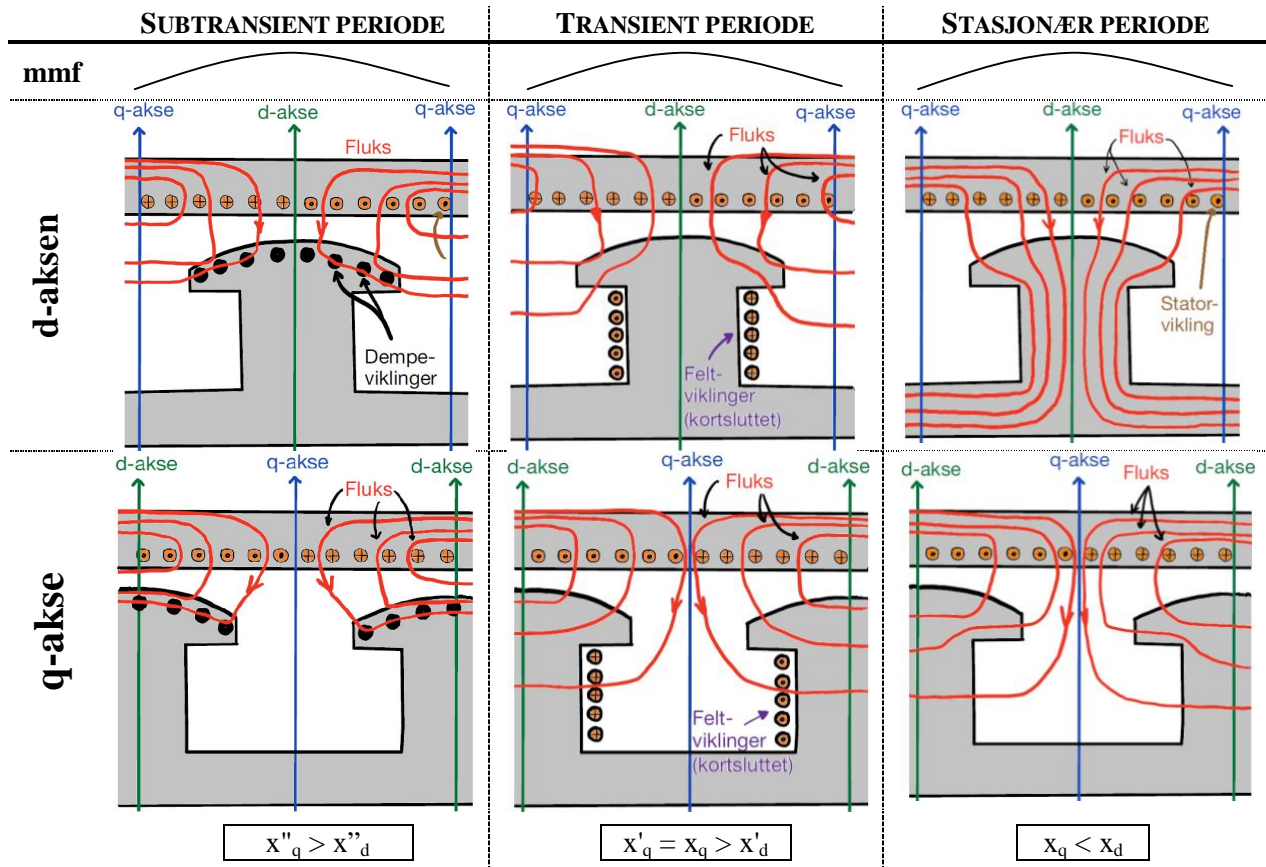 SUBTRANSIENT PERIODE
TRANSIENT PERIODE
STASJONÆR PERIODE
mmf
d-aksen
q-akse
d-akse
q-akse
Fluks
Dempe-
viklinger
q-akse
d-akse
q-akse
Fluks
Felt-
viklinger
(kortsluttet)
q-akse
d-akse
q-akse
Fluks
Stator-
vikling
q-akse
d-akse
q-akse
d-akse
Fluks
d-akse
q-akse
d-akse
Fluks
Felt-
viklinger
(kortsluttet)
d-akse
q-akse
d-akse
Fluks
x"q > x”d
x'q = xq > x'd
xq < xd